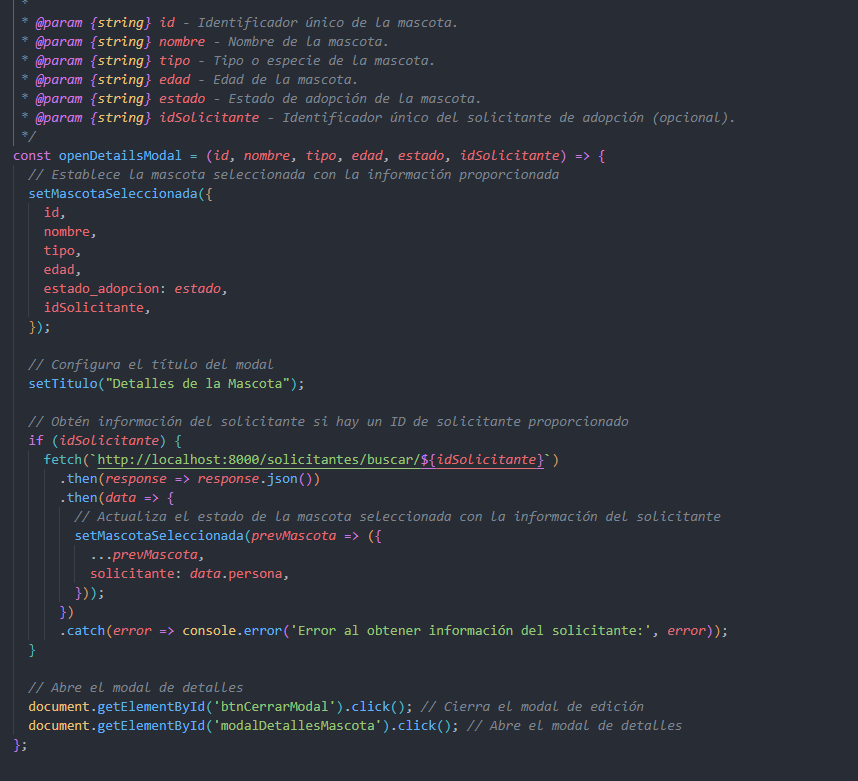 *
* @param {string} id - Identificador único de la mascota.
* @param {string} nombre - Nombre de la mascota.
* @param {string} tipo - Tipo o especie de la mascota.
* @param {string} edad - Edad de la mascota.
* @param {string} estado - Estado de adopción de la mascota.
* @param {string} idSolicitante - Identificador único del solicitante de adopción (opcional).
*/
const openDetailsModal = (id, nombre, tipo, edad, estado, idSolicitante) => {
  // Establece la mascota seleccionada con la información proporcionada
  setMascotaSeleccionada({
    id,
    nombre,
    tipo,
    edad,
    estado_adopcion: estado,
    idSolicitante,
  });
  // Configura el título del modal
  setTitulo("Detalles de la Mascota");
  // Obtén información del solicitante si hay un ID de solicitante proporcionado
  if (idSolicitante) {
    fetch(`http://localhost:8000/solicitantes/buscar/${idSolicitante}`)
      .then(response => response.json())
      .then(data => {
        // Actualiza el estado de la mascota seleccionada con la información del solicitante
        setMascotaSeleccionada(prevMascota => ({
          ...prevMascota,
          solicitante: data.persona,
        }));
      })
      .catch(error => console.error('Error al obtener información del solicitante:', error));
  }
  // Abre el modal de detalles
  document.getElementById('btnCerrarModal').click(); // Cierra el modal de edición
  document.getElementById('modalDetallesMascota').click(); // Abre el modal de detalles
};